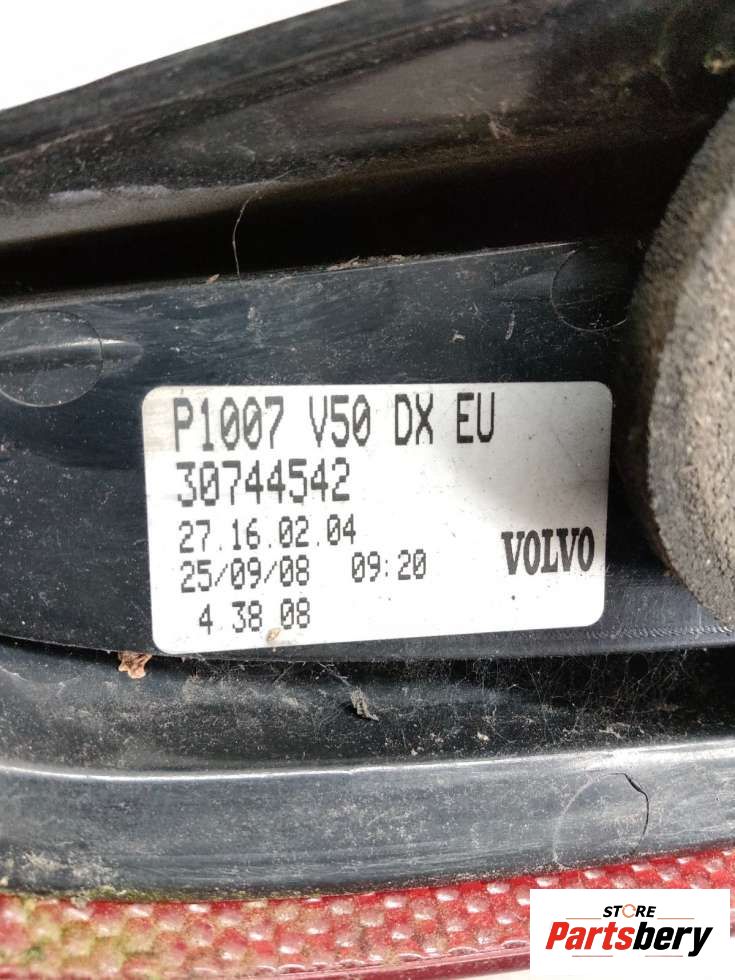 P1007 V50 DX EU
30744542
27.16.02.04
25/09/08 09:20
4 38 08
VOLVO
STORE
Partsbery